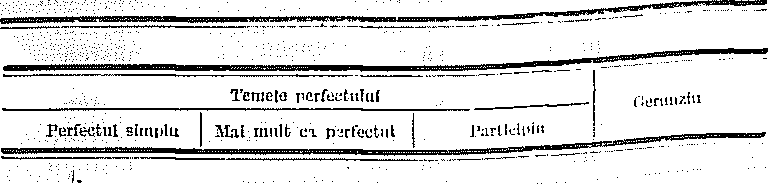 Temele perfectului
Gerunziu
Perfectul simplu Mai mult ca perfectul Participiu